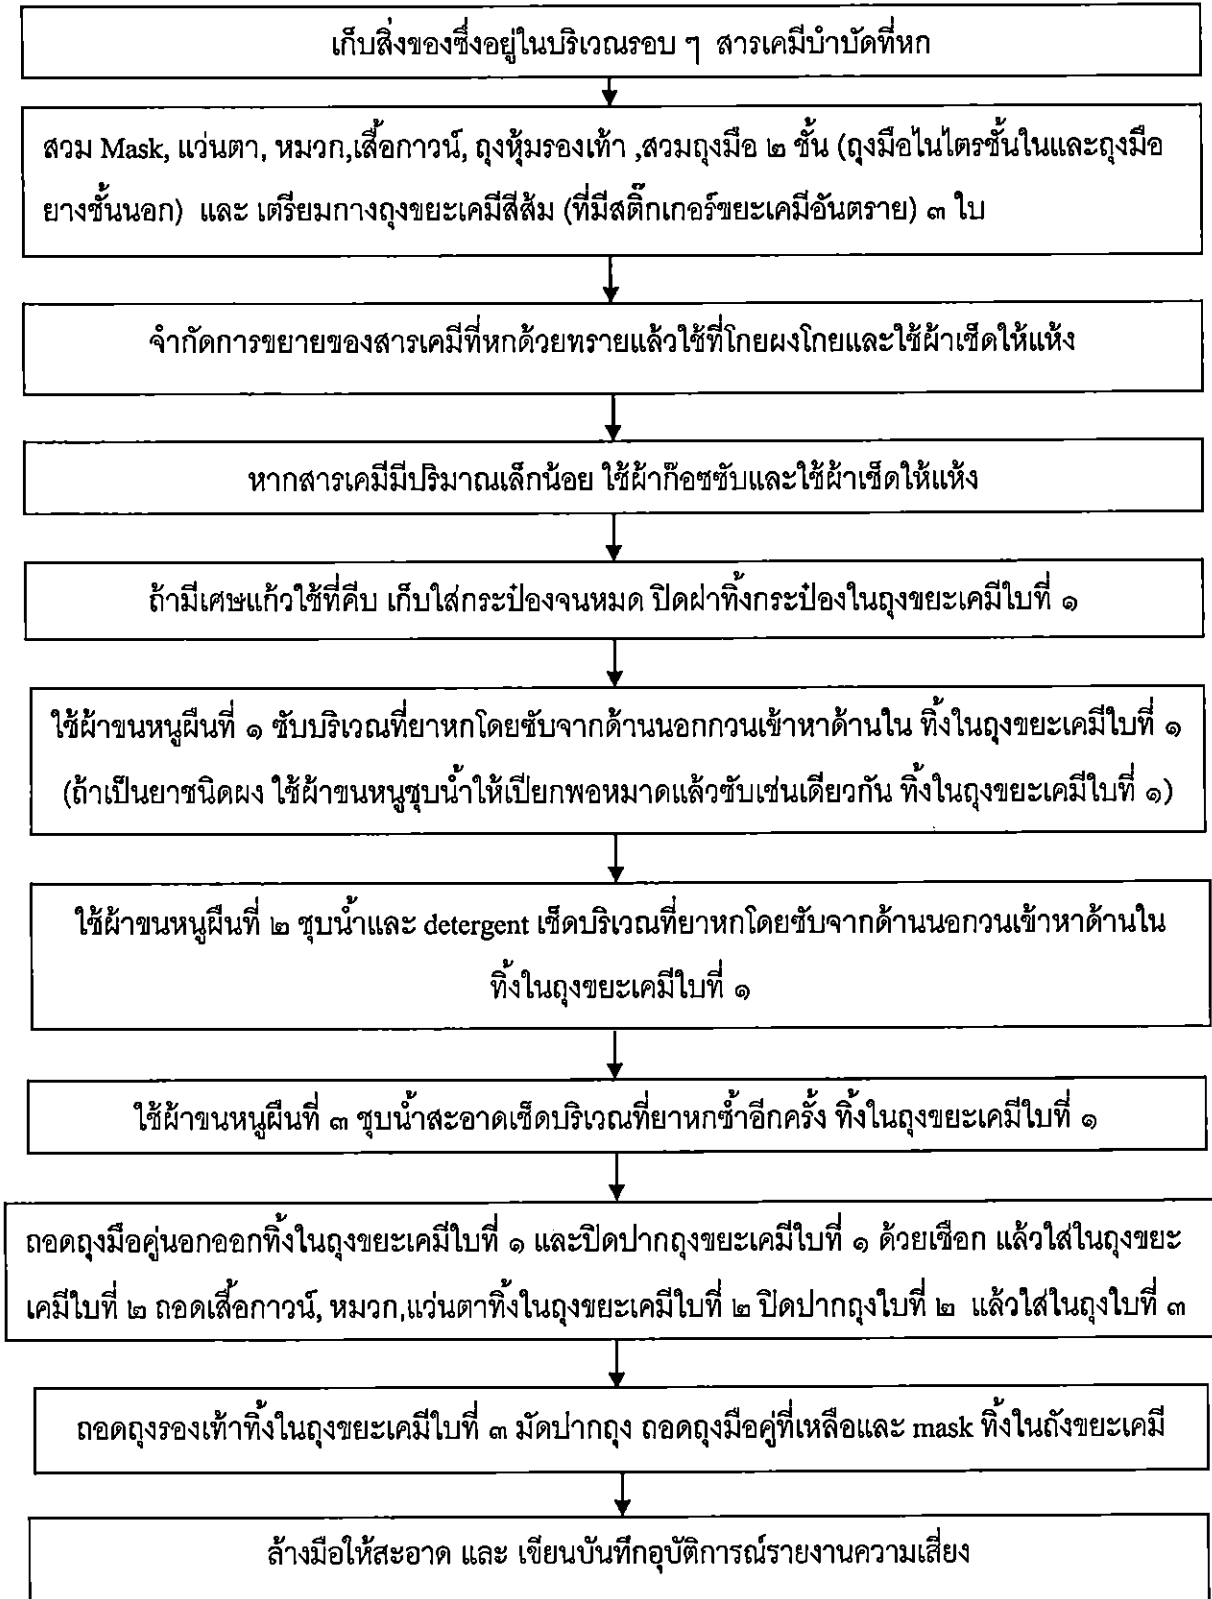 เก็บสิ่งของซึ่งอยู่ในบริเวณรอบ ๆ สารเคมีบำบัดที่หก
สวม Mask, แว่นตา, หมวก,เสื้อกาวน์, ถุงหุ้มรองเท้า ,สวมถุงมือ ๒ ชั้น (ถุงมือไนไตรชั้นในและถุงมือ
ยางชั้นนอก) และ เตรียมกางถุงขยะเคมีสีส้ม (ที่มีสติ๊กเกอร์ขยะเคมีอันตราย) ๓ ใบ
จำกัดการขยายของสารเคมีที่หกด้วยทรายแล้วใช้ที่โกยผงโกยและใช้ผ้าเช็ดให้แห้ง
หากสารเคมีมีปริมาณเล็กน้อย ใช้ผ้าก๊อซซับและใช้ผ้าเช็ดให้แห้ง
ถ้ามีเศษแก้วใช้ที่คีบ เก็บใส่กระป๋องจนหมด ปิดฝาทิ้งกระป๋องในถุงขยะเคมีใบที่ ๑
ใช้ผ้าขนหนูผืนที่ ๑ ซับบริเวณที่ยาหกโดยซับจากด้านนอกกวนเข้าหาด้านใน ทิ้งในถุงขยะเคมีใบที่ ๑
(ถ้าเป็นยาชนิดผง ใช้ผ้าขนหนูชุบน้ำให้เปียกพอหมาดแล้วซับเช่นเดียวกัน ทิ้งในถุงขยะเคมีใบที่ ๑)
ใช้ผ้าขนหนูผืนที่ ๒ ชุบน้ำและ detergent เช็ดบริเวณที่ยาหกโดยซับจากด้านนอกวนเข้าหาด้านใน
ทิ้งในถุงขยะเคมีใบที่ ๑
ใช้ผ้าขนหนูผืนที่ ๓ ชุบน้ำสะอาดเช็ดบริเวณที่ยาหกซ้ำอีกครั้ง ทิ้งในถุงขยะเคมีใบที่ ๑
ถอดถุงมือคู่นอกออกทิ้งในถุงขยะเคมีใบที่ ๑ และปิดปากถุงขยะเคมีใบที่ ๑ ด้วยเชือก แล้วใส่ในถุงขยะ
เคมีใบที่ ๒ ถอดเสื้อกาวน์, หมวก,แว่นตาทิ้งในถุงขยะเคมีใบที่ ๒ ปิดปากถุงใบที่ ๒ แล้วใส่ในถุงใบที่ ๓
ถอดถุงรองเท้าทิ้งในถุงขยะเคมีใบที่ ๓ มัดปากถุง ถอดถุงมือคู่ที่เหลือและ mask ทิ้งในถังขยะเคมี
ล้างมือให้สะอาด และ เขียนบันทึกอุบัติการณ์รายงานความเสี่ยง